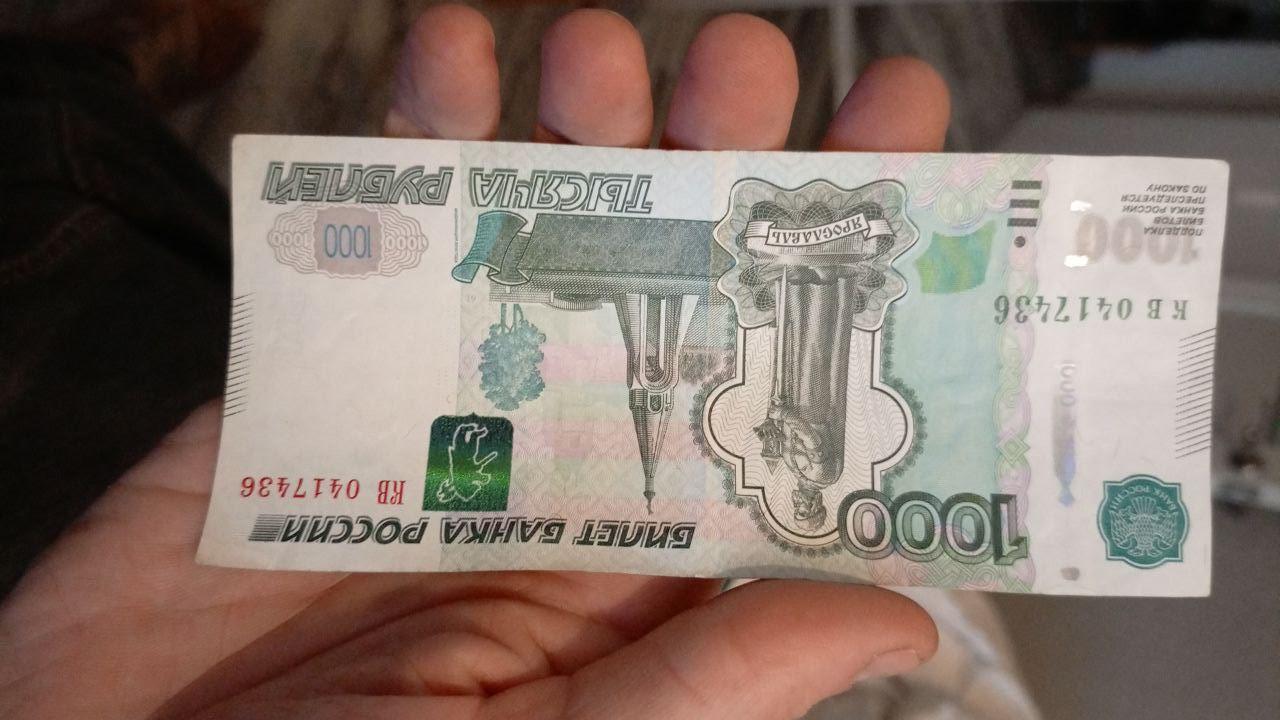 БАНК РОССИИ
1000
БИЛЕТ БАНКА РОССИИ
КВ 0417436
КВ 0417436
1000
ПОДДЕЛКА
БИЛЕТОВ
БАНКА РОССИИ
ПРЕСЛЕДУЕТСЯ
ПО ЗАКОНУ
ЯРОСЛАВЛЬ
1000 1000 1000
ТЫСЯЧА РУБЛЕЙ